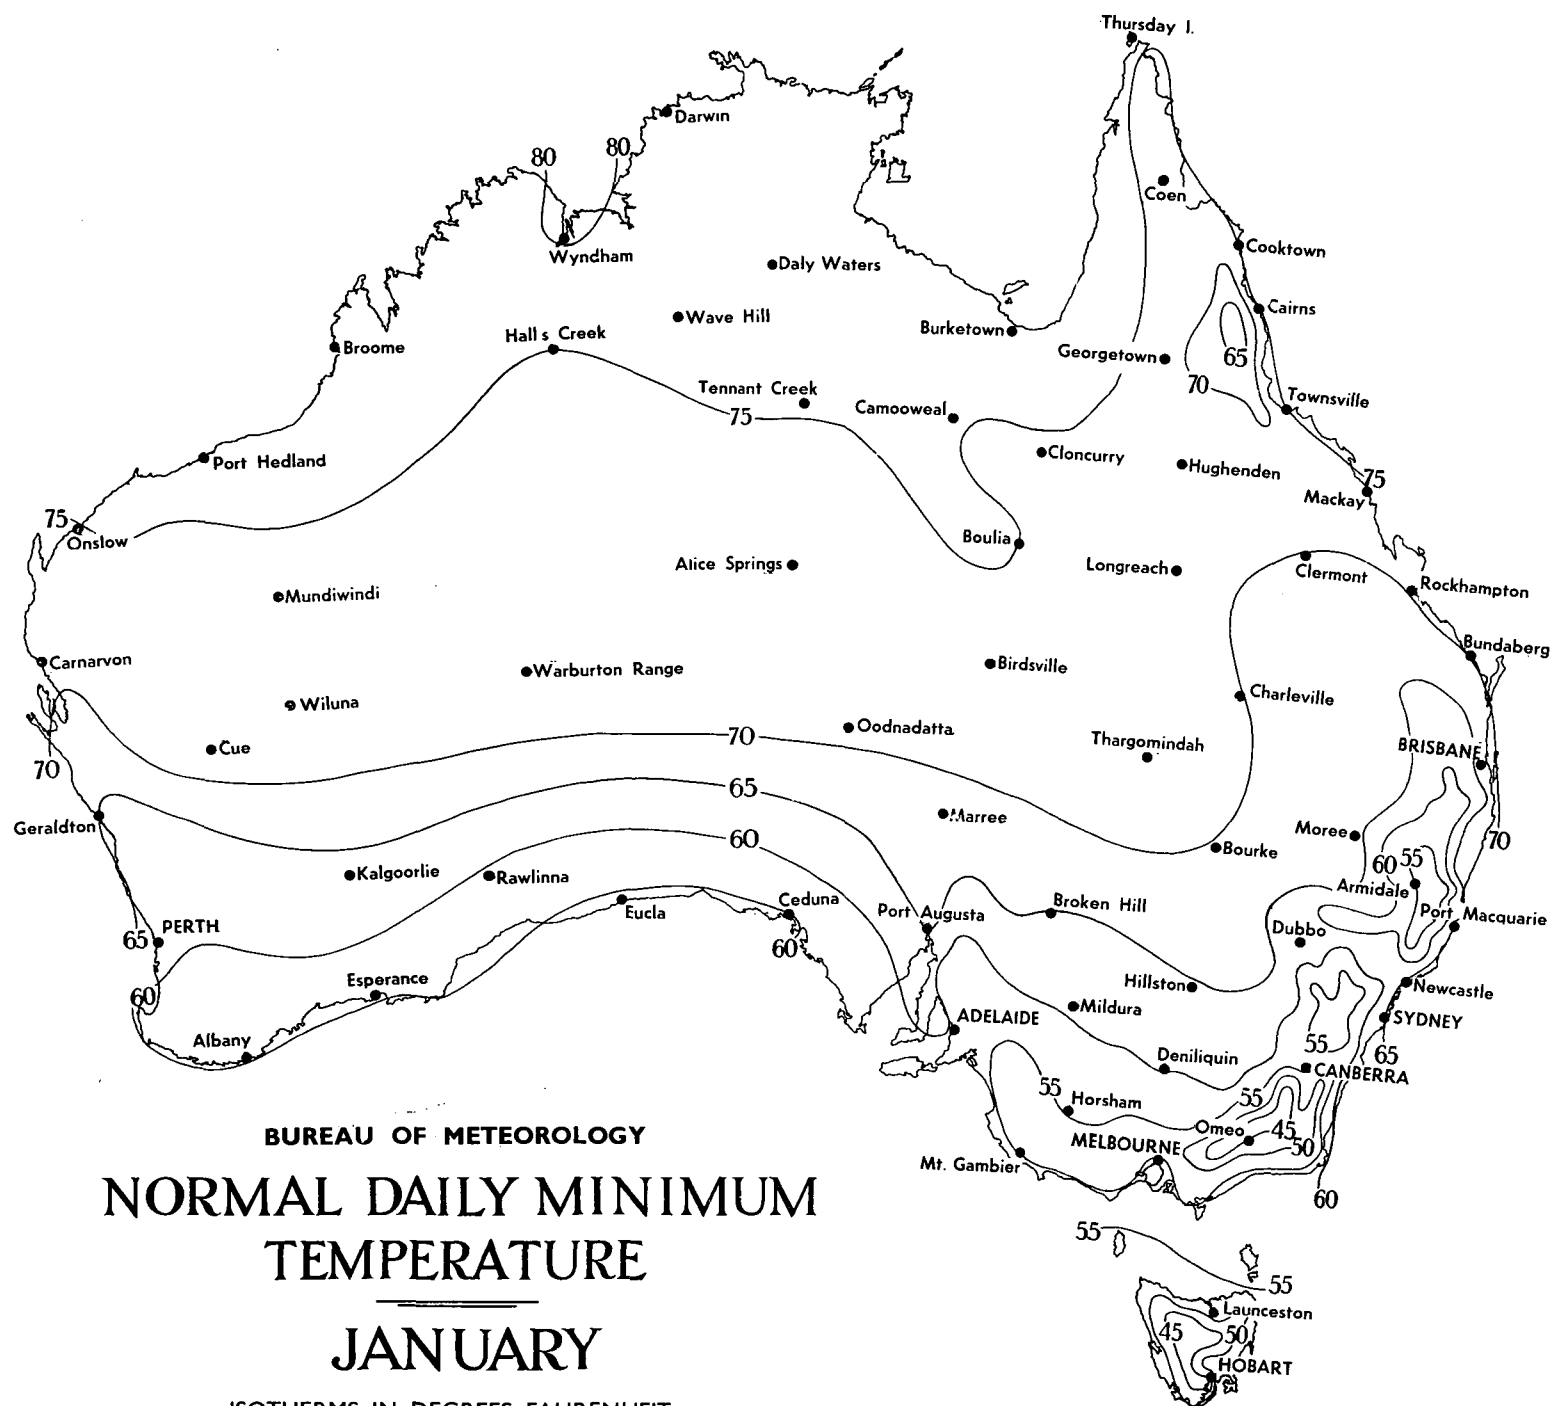 Thursday I.
Darwin
80
80
Coen
Wyndham
Cooktown
Daly Waters
Cairns
Wave Hill
Burketown
Halls Creek
Broome
Georgetown
65
70
Tennant Creek
Townsville
Camooweal
75
Cloncurry
Port Hedland
Hughenden
75
Mackay
75
Onslow
Boulia
Alice Springs
Longreach
Clermont
Rockhampton
Mundiwindi
Bundaberg
Carnarvon
Birdsville
Warburton Range
Charleville
Wiluna
Oodnadatta
70
Thargomindah
BRISBANE
Cue
70
65
Marree
Geraldton
Moree
70
60
Bourke
60
55
Kalgoorlie
Rawlinna
Armidale
Ceduna
Broken Hill
Eucla
Port Augusta
Port Macquarie
PERTH
Dubbo
65
60
Esperance
Hillston
Newcastle
60
Mildura
ADELAIDE
SYDNEY
Albany
55
65
Deniliquin
CANBERRA
55
55
Horsham
Omeo
45
BUREAU OF METEOROLOGY
MELBOURNE
50
Mt. Gambier
NORMAL DAILY MINIMUM
60
55
TEMPERATURE
55
Launceston
45
50
JANUARY
HOBART
ISOTHERMS IN DEGREES FAHRENHEIT